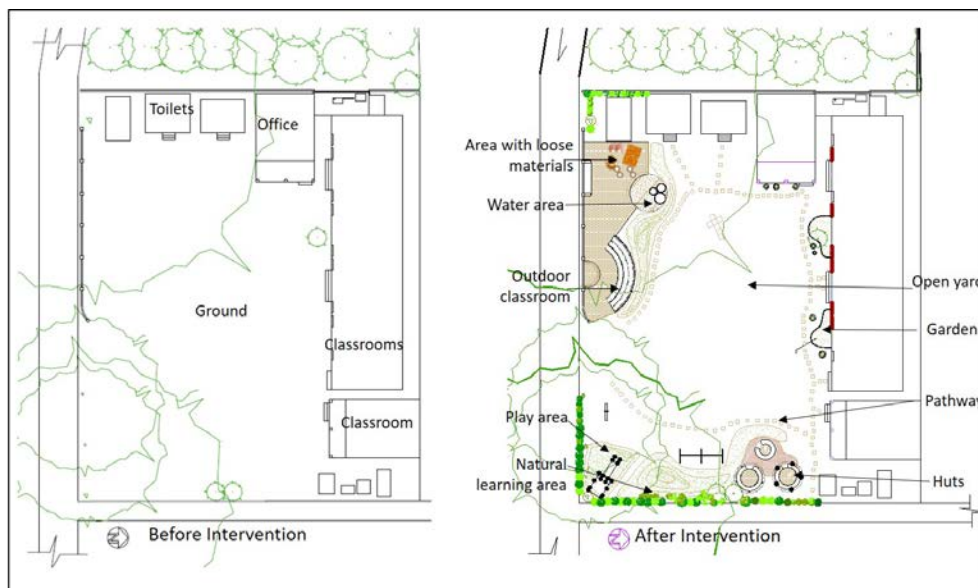 Toilets
Office
Ground
Classrooms
Classroom
Before Intervention
Area with loose
materials
Water area
Outdoor
classroom
Open yard
Garden
Pathway
Play area
Natural
learning area
Huts
After Intervention